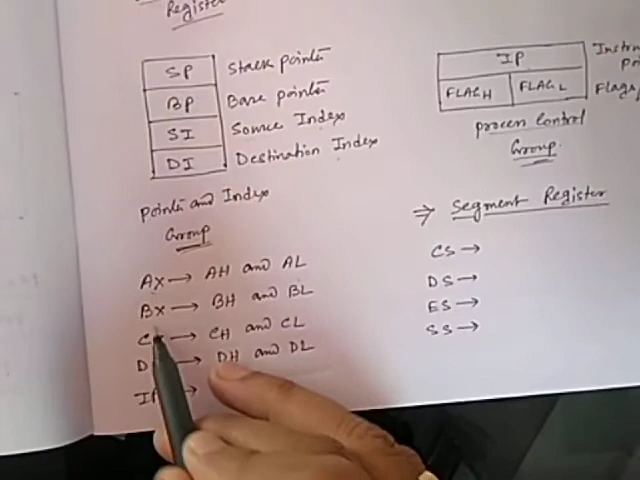 Register
SP Stack pointer
BP Base pointer
SI Source Index
DI Destination Index
Pointer and Index
Group
IP
FLAGH FLAGL Flags
process control
Group
AX → AH and AL
BX → BH and BL
→ CH and CL
D → DH and DL
IP →
⇒ Segment Register
CS →
DS →
ES →
SS →